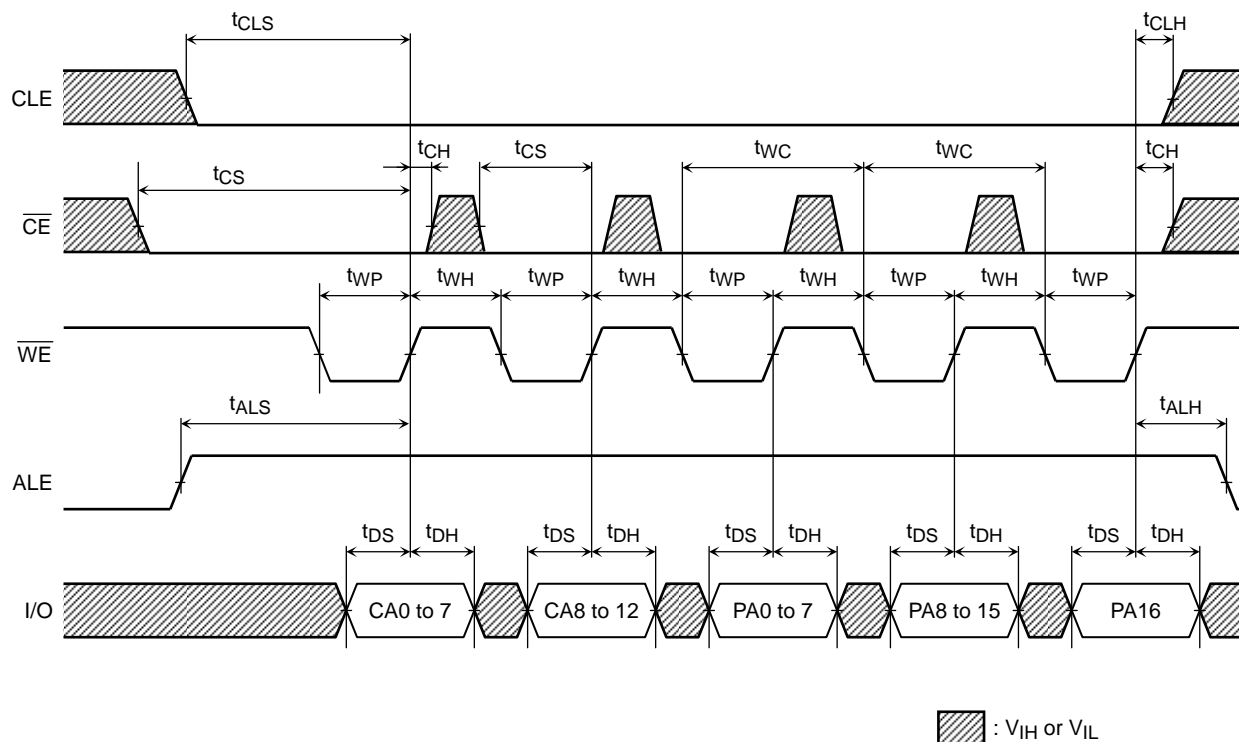 tCLS tCLH
CLE
tCH tCS tWC tWC tCH
tCS
CE
tWP tWH tWP tWH tWP tWH tWP tWH tWP
WE
tALS tALH
ALE
tDS tDH tDS tDH tDS tDH tDS tDH tDS tDH
I/O CA0 to 7 CA8 to 12 PA0 to 7 PA8 to 15 PA16
: VIH or VIL